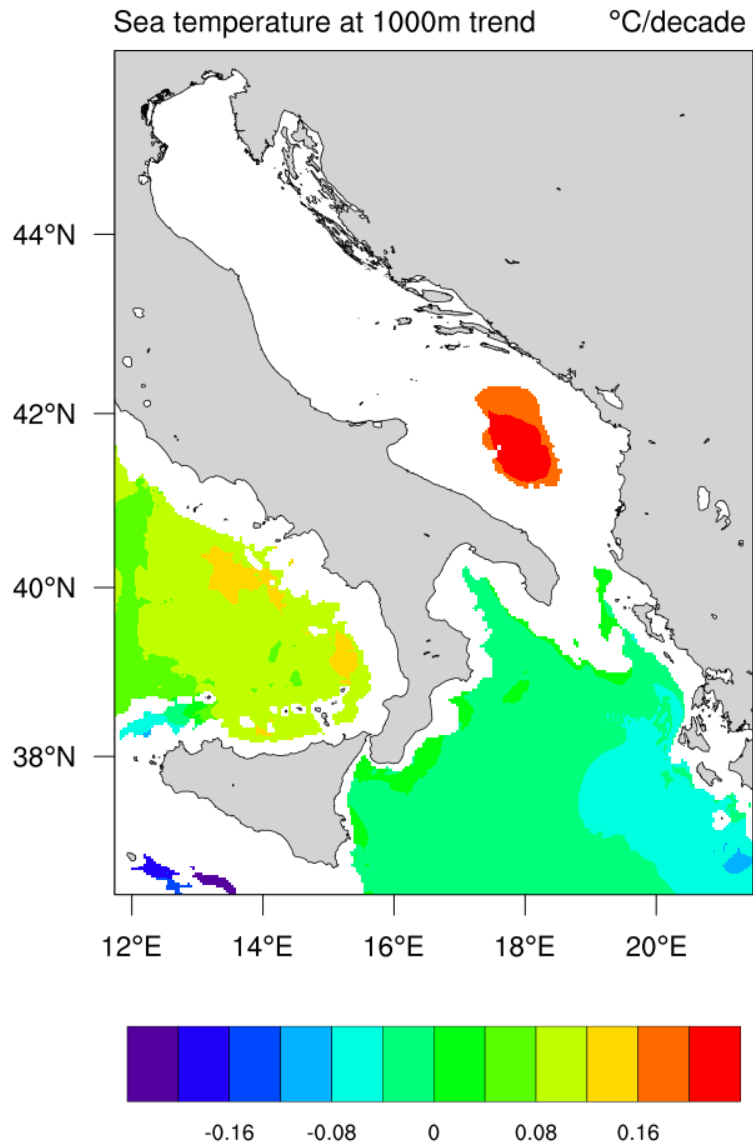 Sea temperature at 1000m trend °C/decade
44°N
42°N
40°N
38°N
12°E 14°E 16°E 18°E 20°E
-0.16 -0.08 0 0.08 0.16